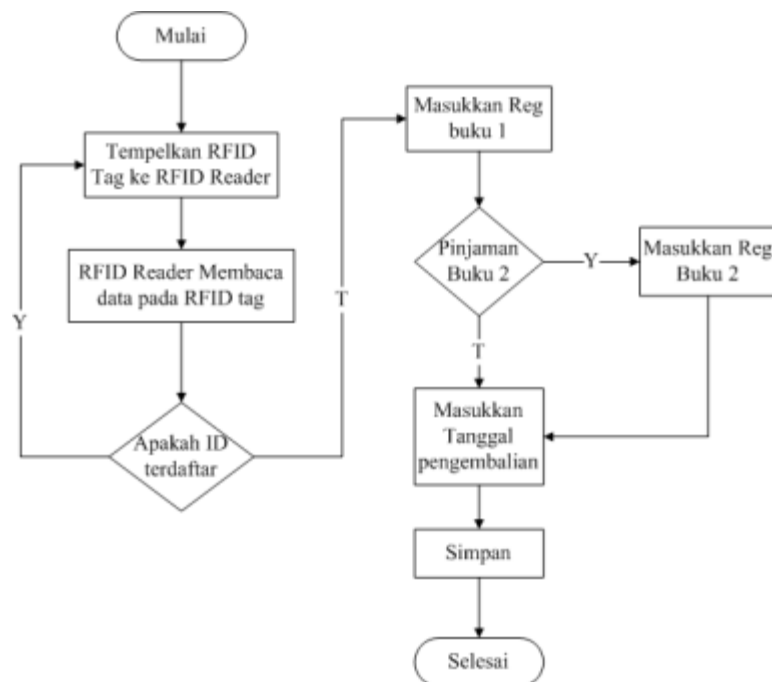 Mulai
Tempelkan RFID
Tag ke RFID Reader
RFID Reader Membaca
data pada RFID tag
Y
Apakah ID
terdaftar
T
Masukkan Reg
buku 1
Pinjaman
Buku 2
Y
Masukkan Reg
Buku 2
T
Masukkan
Tanggal
pengembalian
Simpan
Selesai